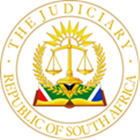 THE JUDICIARY
REPUBLIC OF SOUTH AFRICA